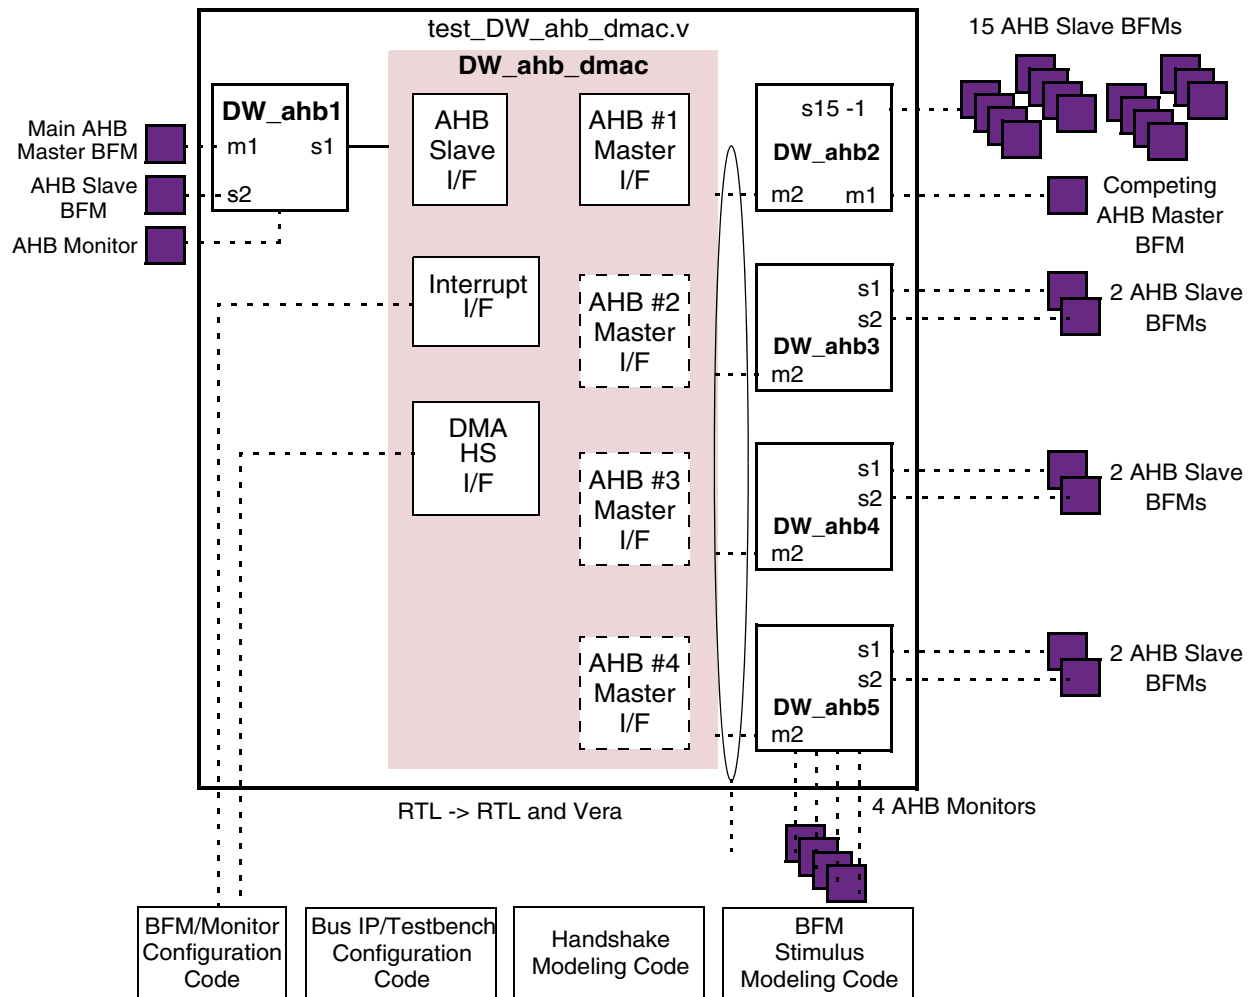 test_DW_ahb_dmac.v
15 AHB Slave BFMs
DW_ahb_dmac
DW_ahb1
m1
s1
s2
Main AHB
Master BFM
AHB Slave
BFM
AHB Monitor
AHB
Slave
I/F
AHB #1
Master
I/F
s15 -1
DW_ahb2
m2
m1
Competing
AHB Master
BFM
Interrupt
I/F
AHB #2
Master
I/F
s1
s2
DW_ahb3
m2
2 AHB Slave
BFMs
DMA
HS
I/F
AHB #3
Master
I/F
s1
s2
DW_ahb4
m2
2 AHB Slave
BFMs
AHB #4
Master
I/F
s1
s2
DW_ahb5
m2
2 AHB Slave
BFMs
RTL -> RTL and Vera
4 AHB Monitors
BFM/Monitor
Configuration
Code
Bus IP/Testbench
Configuration
Code
Handshake
Modeling Code
BFM
Stimulus
Modeling Code